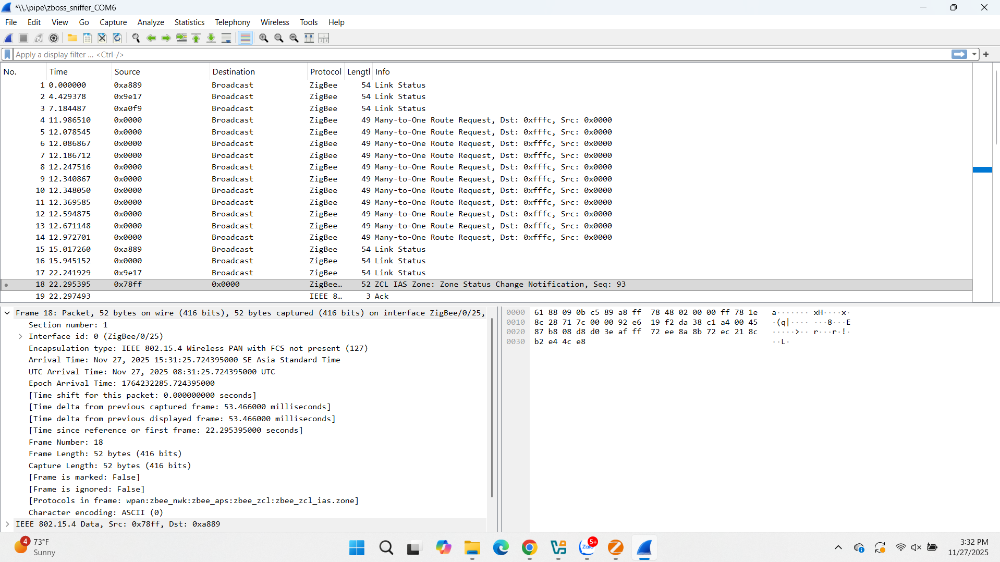 *\\.\pipe\zboss_sniffer_COM6
File Edit View Go Capture Analyze Statistics Telephony Wireless Tools Help
Apply a display filter ... <Ctrl-/>
No. Time Source Destination Protocol Length Info
1 0.000000 0xa889 Broadcast ZigBee 54 Link Status
2 4.429378 0x9e17 Broadcast ZigBee 54 Link Status
3 7.184487 0xa0f9 Broadcast ZigBee 54 Link Status
4 11.986510 0x0000 Broadcast ZigBee 49 Many-to-One Route Request, Dst: 0xfffc, Src: 0x0000
5 12.078545 0x0000 Broadcast ZigBee 49 Many-to-One Route Request, Dst: 0xfffc, Src: 0x0000
6 12.086867 0x0000 Broadcast ZigBee 49 Many-to-One Route Request, Dst: 0xfffc, Src: 0x0000
7 12.186712 0x0000 Broadcast ZigBee 49 Many-to-One Route Request, Dst: 0xfffc, Src: 0x0000
8 12.247516 0x0000 Broadcast ZigBee 49 Many-to-One Route Request, Dst: 0xfffc, Src: 0x0000
9 12.340867 0x0000 Broadcast ZigBee 49 Many-to-One Route Request, Dst: 0xfffc, Src: 0x0000
10 12.348050 0x0000 Broadcast ZigBee 49 Many-to-One Route Request, Dst: 0xfffc, Src: 0x0000
11 12.369585 0x0000 Broadcast ZigBee 49 Many-to-One Route Request, Dst: 0xfffc, Src: 0x0000
12 12.594875 0x0000 Broadcast ZigBee 49 Many-to-One Route Request, Dst: 0xfffc, Src: 0x0000
13 12.671148 0x0000 Broadcast ZigBee 49 Many-to-One Route Request, Dst: 0xfffc, Src: 0x0000
14 12.972701 0x0000 Broadcast ZigBee 49 Many-to-One Route Request, Dst: 0xfffc, Src: 0x0000
15 15.017260 0xa889 Broadcast ZigBee 54 Link Status
16 15.945152 0x0000 Broadcast ZigBee 54 Link Status
17 22.241929 0x9e17 Broadcast ZigBee 54 Link Status
18 22.295395 0x78ff 0x0000 ZigBee… 52 ZCL IAS Zone: Zone Status Change Notification, Seq: 93
19 22.297493 IEEE 8… 3 Ack
Frame 18: Packet, 52 bytes on wire (416 bits), 52 bytes captured (416 bits) on interface ZigBee/0/25,
Section number: 1
Interface id: 0 (ZigBee/0/25)
Encapsulation type: IEEE 802.15.4 Wireless PAN with FCS not present (127)
Arrival Time: Nov 27, 2025 15:31:25.724395000 SE Asia Standard Time
UTC Arrival Time: Nov 27, 2025 08:31:25.724395000 UTC
Epoch Arrival Time: 1764232285.724395000
[Time shift for this packet: 0.000000000 seconds]
[Time delta from previous captured frame: 53.466000 milliseconds]
[Time delta from previous displayed frame: 53.466000 milliseconds]
[Time since reference or first frame: 22.295395000 seconds]
Frame Number: 18
Frame Length: 52 bytes (416 bits)
Capture Length: 52 bytes (416 bits)
[Frame is marked: False]
[Frame is ignored: False]
[Protocols in frame: wpan:zbee_nwk:zbee_aps:zbee_zcl:zbee_zcl_ias.zone]
Character encoding: ASCII (0)
IEEE 802.15.4 Data, Src: 0x78ff, Dst: 0xa889
0000 61 88 09 0b c5 89 a8 ff 78 48 02 00 00 ff 78 1e a······· xH····x·
0010 8c 28 71 7c 00 00 92 e6 19 f2 da 38 c1 a4 00 45 ·(q|···· ···8···E
0020 87 b8 08 d8 d0 3e af ff 72 ee 8a 8b 72 ec 21 8c ·····>·· r···r·!·
0030 b2 e4 4c e8 ··L·
4
73°F
Sunny
Zalo
5+
3:32 PM
11/27/2025